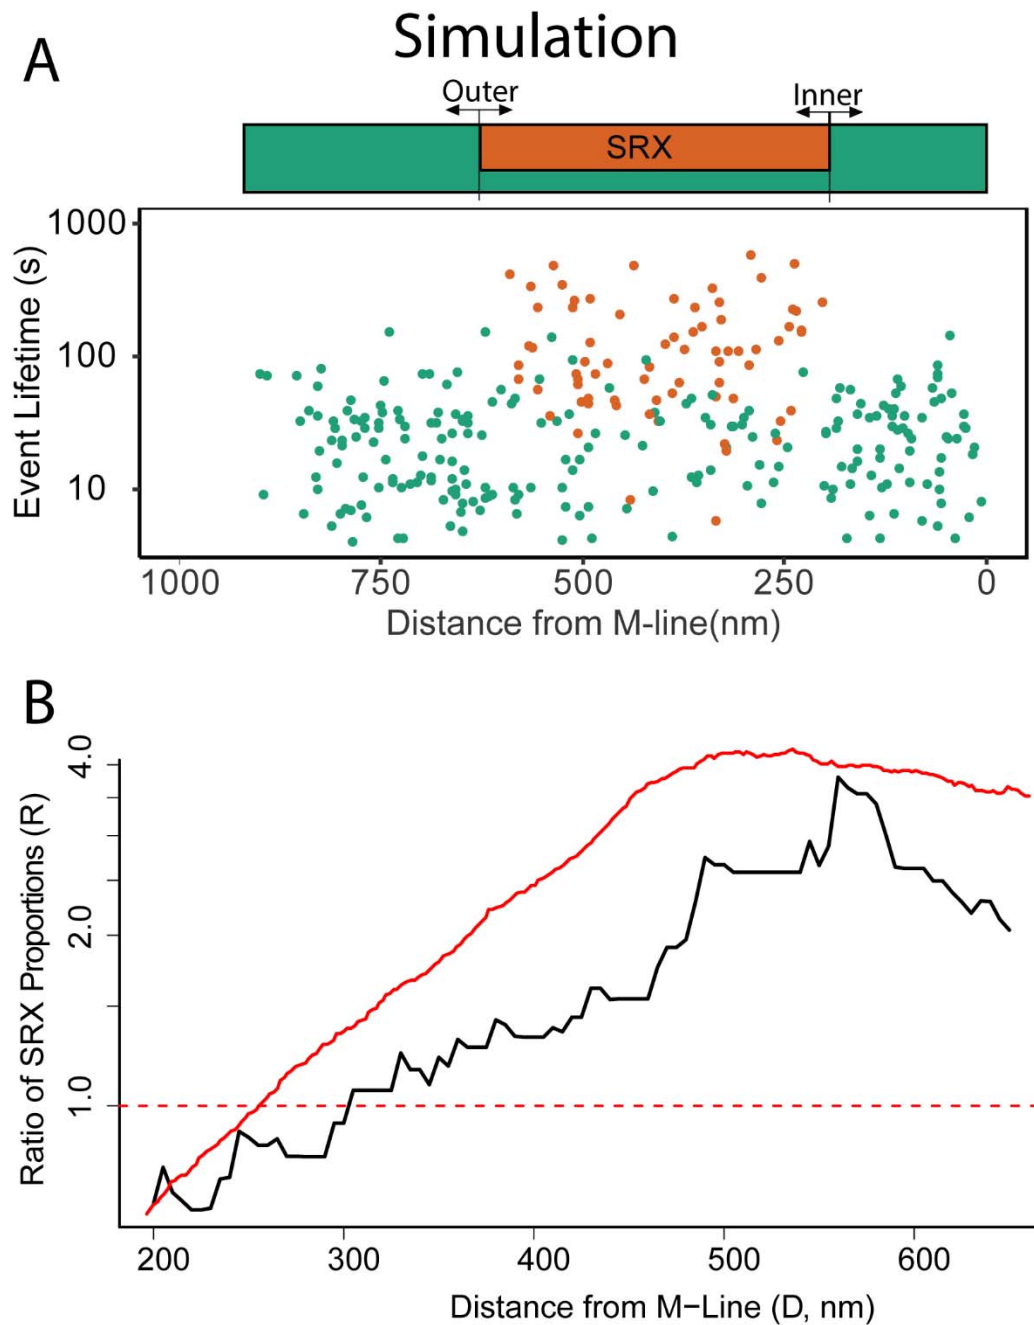 Simulation
A
Outer
Inner
SRX
Event Lifetime (s)
1000
100
10
1000 750 500 250 0
Distance from M-line(nm)
B
Ratio of SRX Proportions (R)
4.0
2.0
1.0
200 300 400 500 600
Distance from M−Line (D, nm)